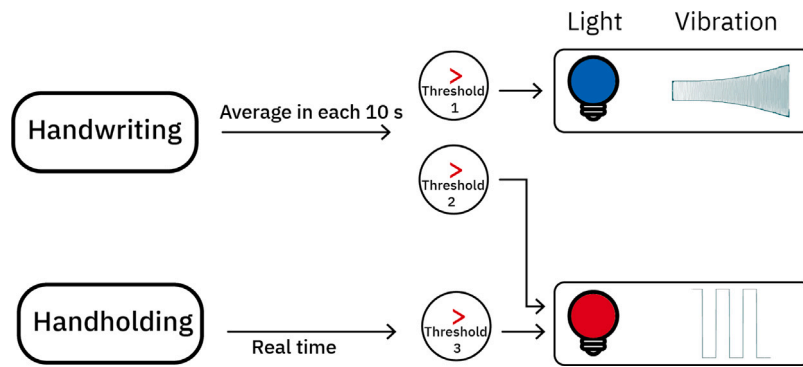 Light Vibration
>
Threshold
1
Average in each 10 s
Handwriting
>
Threshold
2
Handholding
Real time
>
Threshold
3